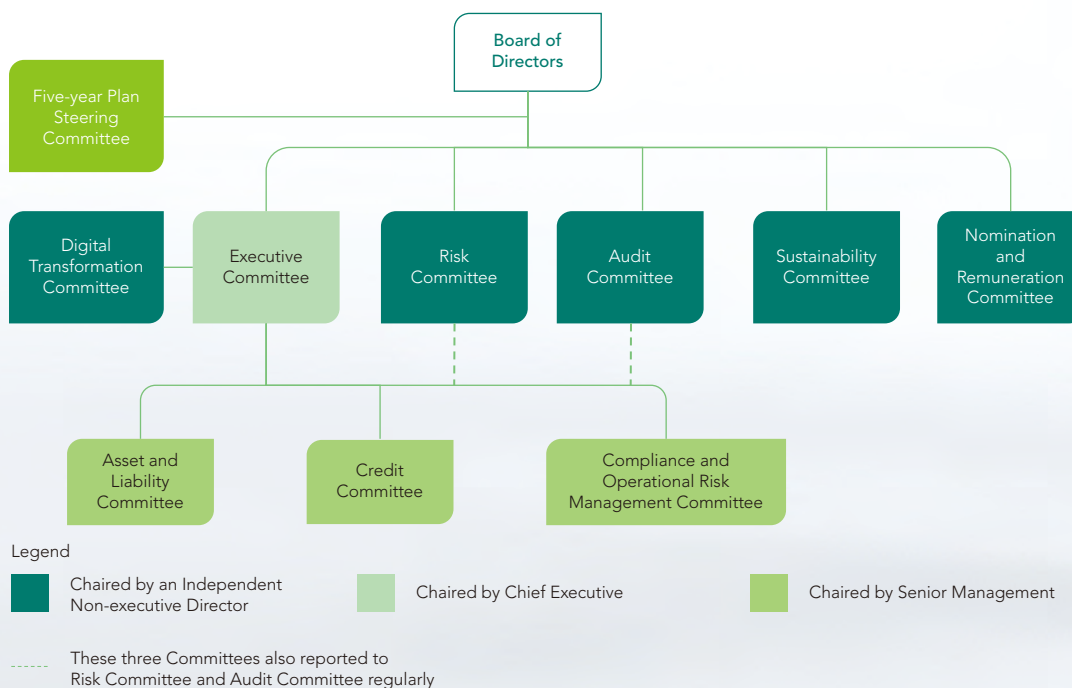 Board of
Directors
Five-year Plan
Steering
Committee
Digital
Transformation
Committee
Executive
Committee
Risk
Committee
Audit
Committee
Sustainability
Committee
Nomination
and
Remuneration
Committee
Asset and
Liability
Committee
Credit
Committee
Compliance and
Operational Risk
Management Committee
Legend
Chaired by an Independent
Non-executive Director
Chaired by Chief Executive
Chaired by Senior Management
These three Committees also reported to
Risk Committee and Audit Committee regularly